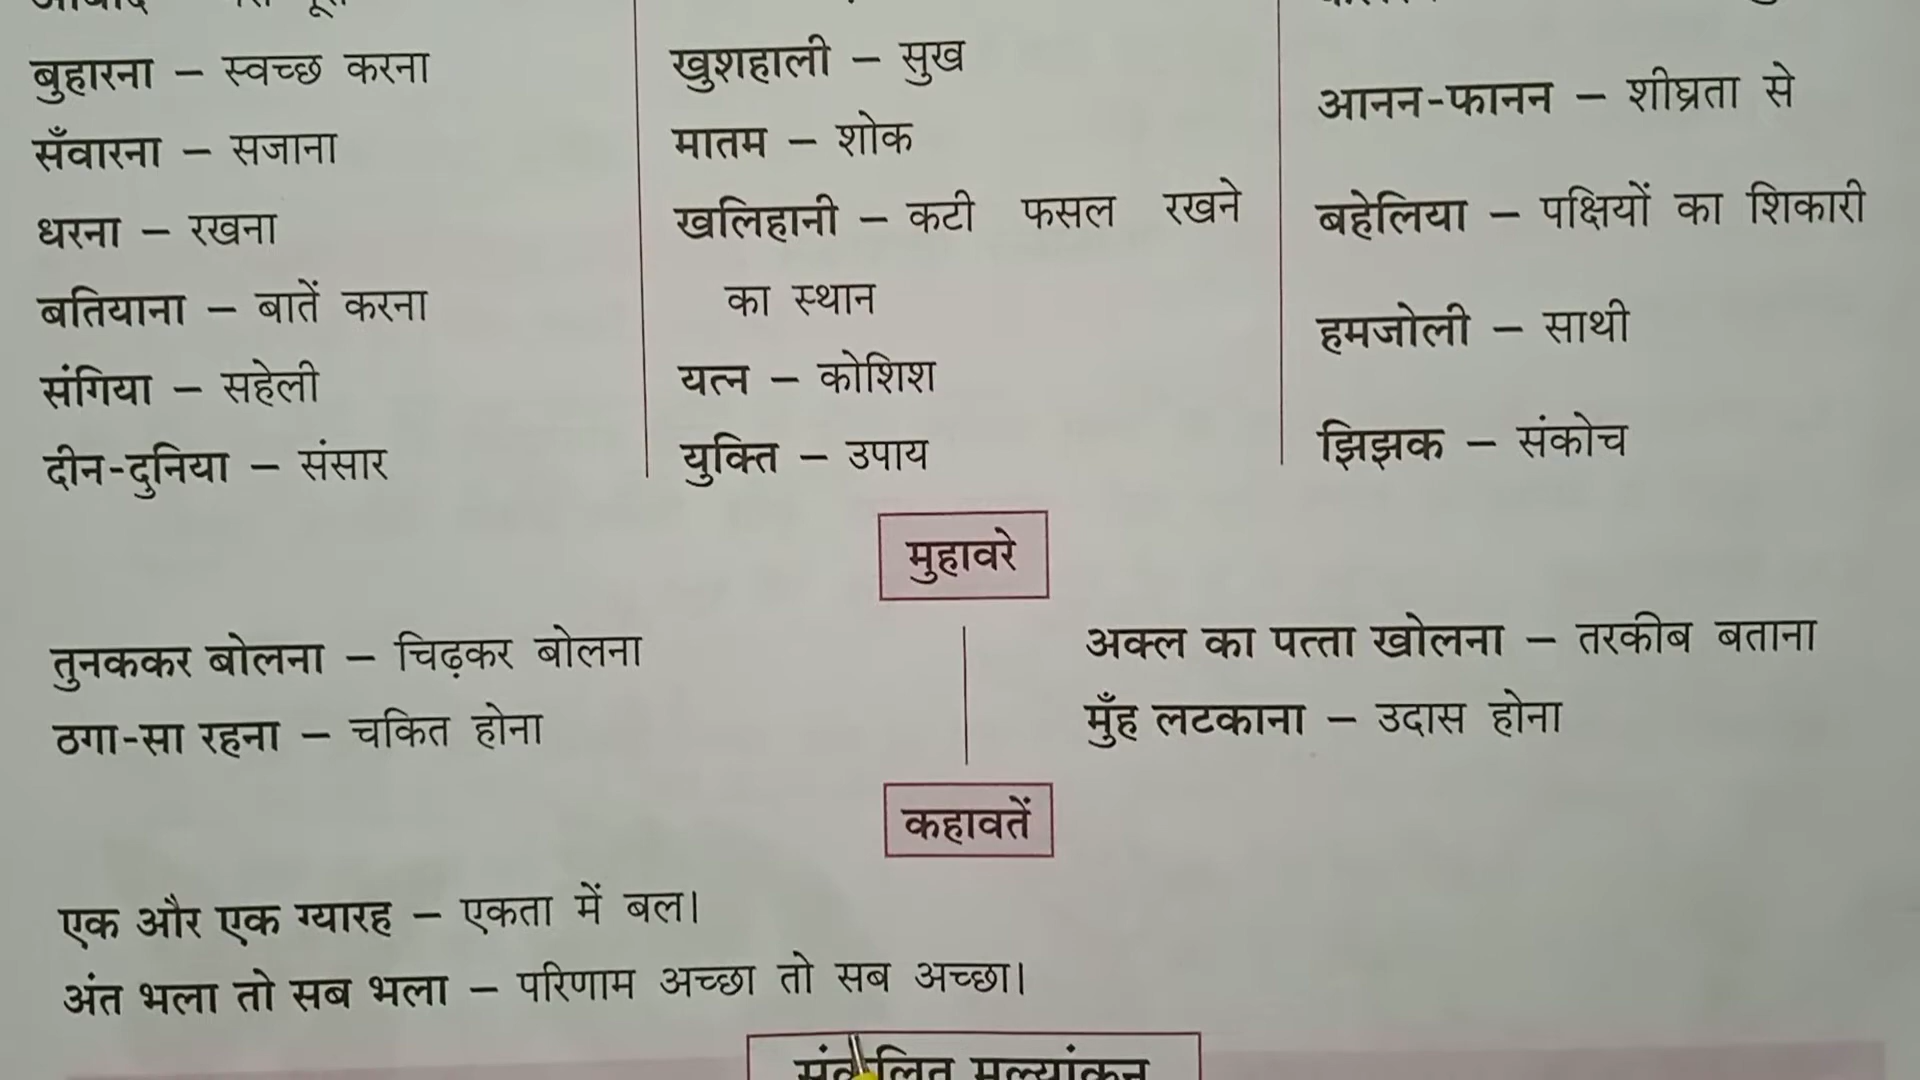 बुहारना – स्वच्छ करना
सँवारना – सजाना
धरना – रखना
बतियाना – बातें करना
संगिया – सहेली
दीन-दुनिया – संसार
खुशहाली – सुख
मातम – शोक
खलिहानी – कटी फसल रखने
का स्थान
यत्न – कोशिश
युक्ति – उपाय
आनन-फानन – शीघ्रता से
बहेलिया – पक्षियों का शिकारी
हमजोली – साथी
झिझक – संकोच
मुहावरे
तुनककर बोलना – चिढ़कर बोलना
ठगा-सा रहना – चकित होना
अक्ल का पत्ता खोलना – तरकीब बताना
मुँह लटकाना – उदास होना
कहावतें
एक और एक ग्यारह – एकता में बल।
अंत भला तो सब भला – परिणाम अच्छा तो सब अच्छा।
संकलित मूल्यांकन